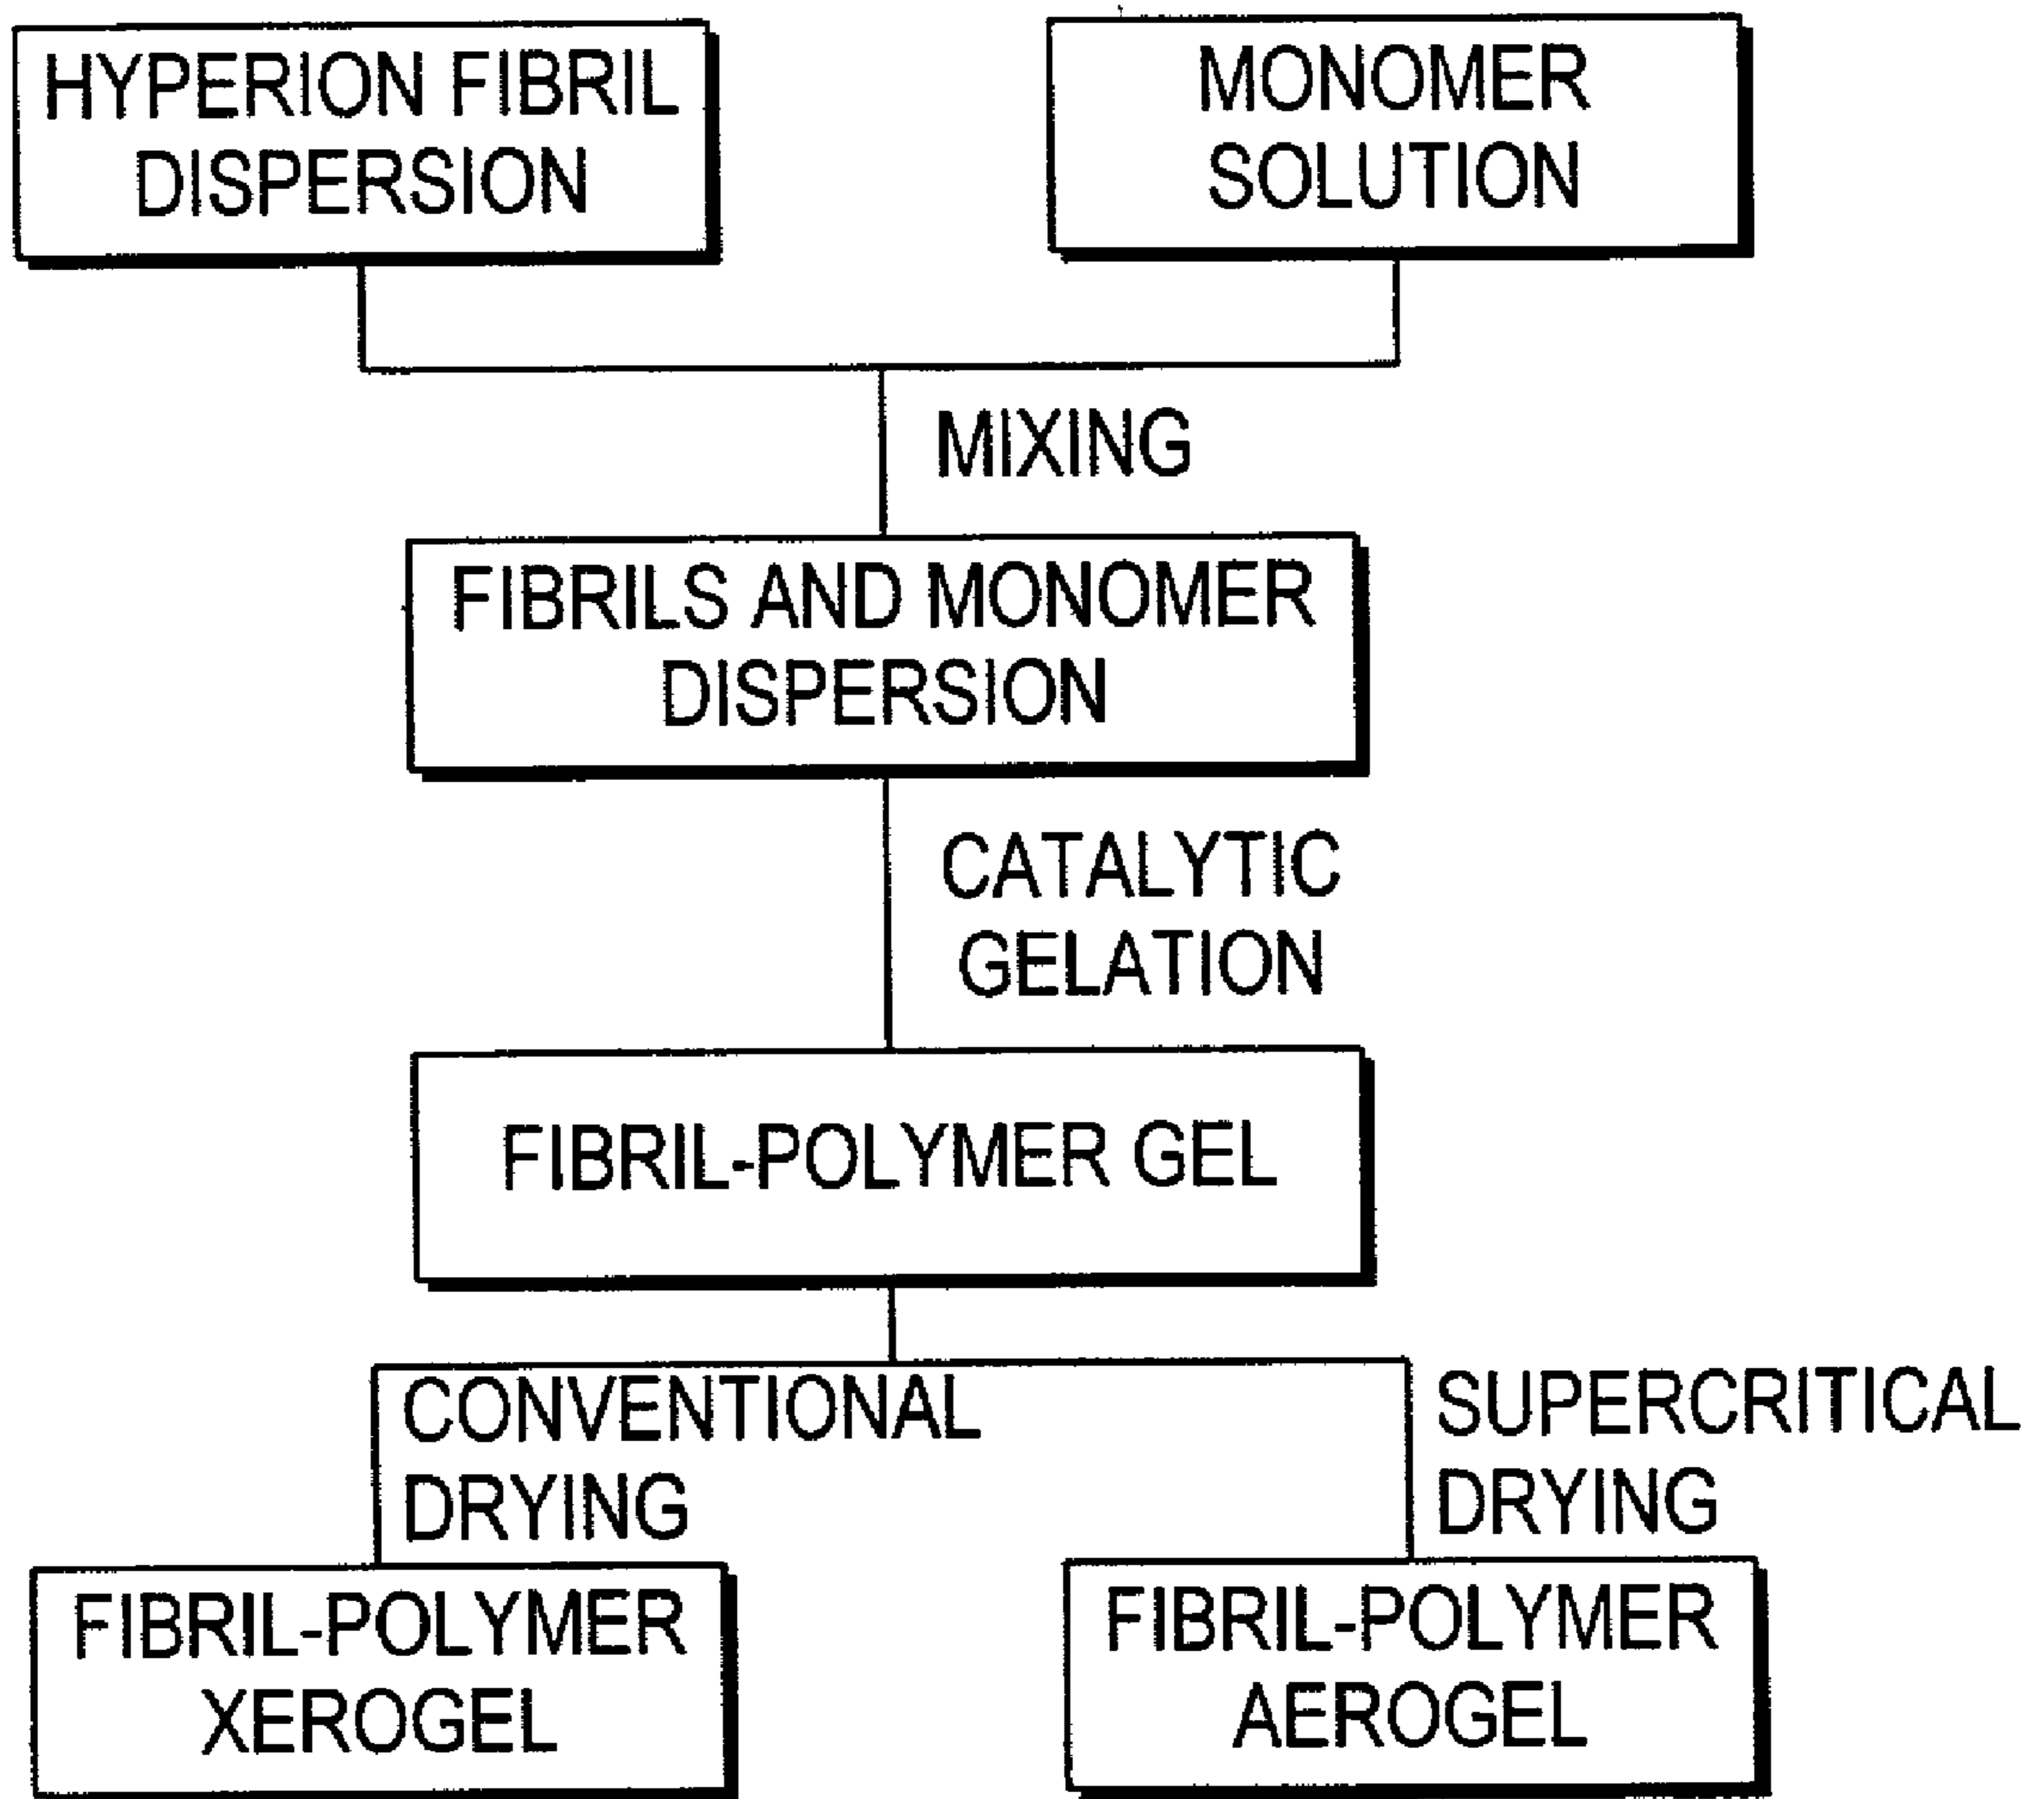 HYPERION FIBRIL
DISPERSION
MONOMER
SOLUTION
MIXING
FIBRILS AND MONOMER
DISPERSION
CATALYTIC
GELATION
FIBRIL-POLYMER GEL
CONVENTIONAL
DRYING
SUPERCRITICAL
DRYING
FIBRIL-POLYMER
XEROGEL
FIBRIL-POLYMER
AEROGEL